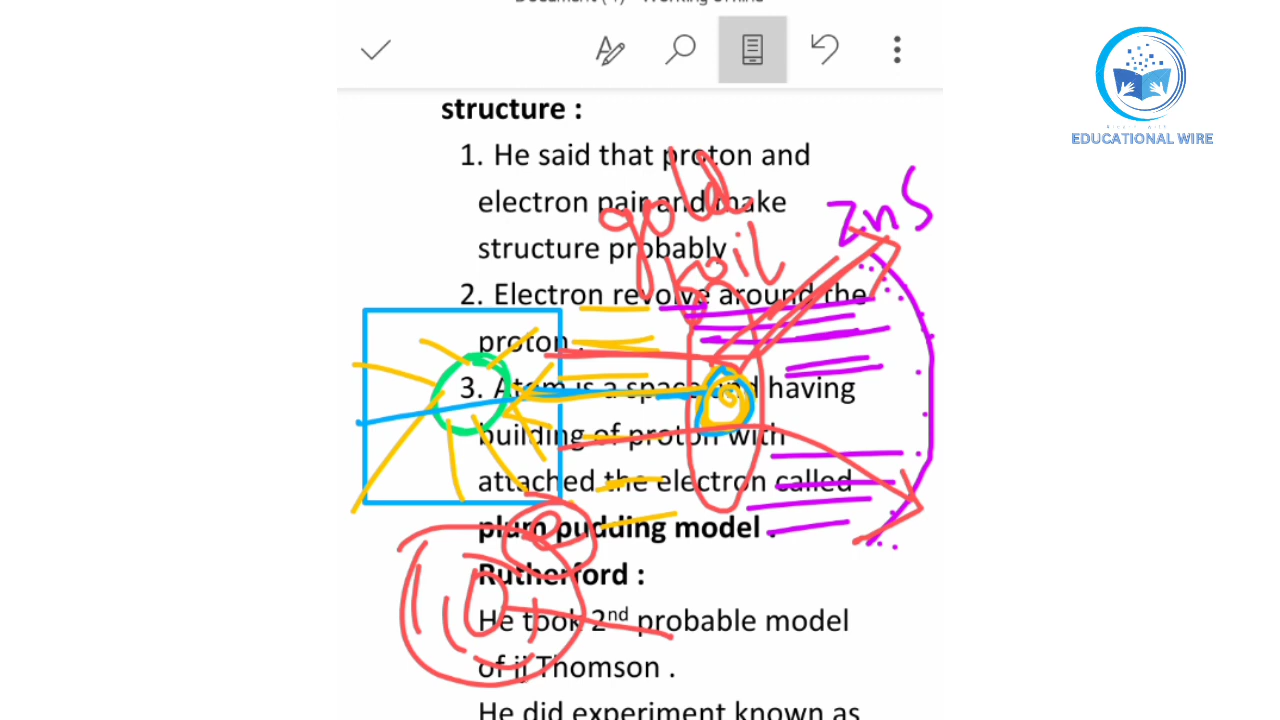 structure :
1. He said that proton and
electron pair and make
structure probably
2. Electron revolve around the
proton .
3. Atom is a space and having
building of proton with
attached the electron called
plum pudding model .
Rutherford :
He took 2nd probable model
of jj Thomson .
He did experiment known as
gold
foil
ZnS
e
EDUCATIONAL WIRE